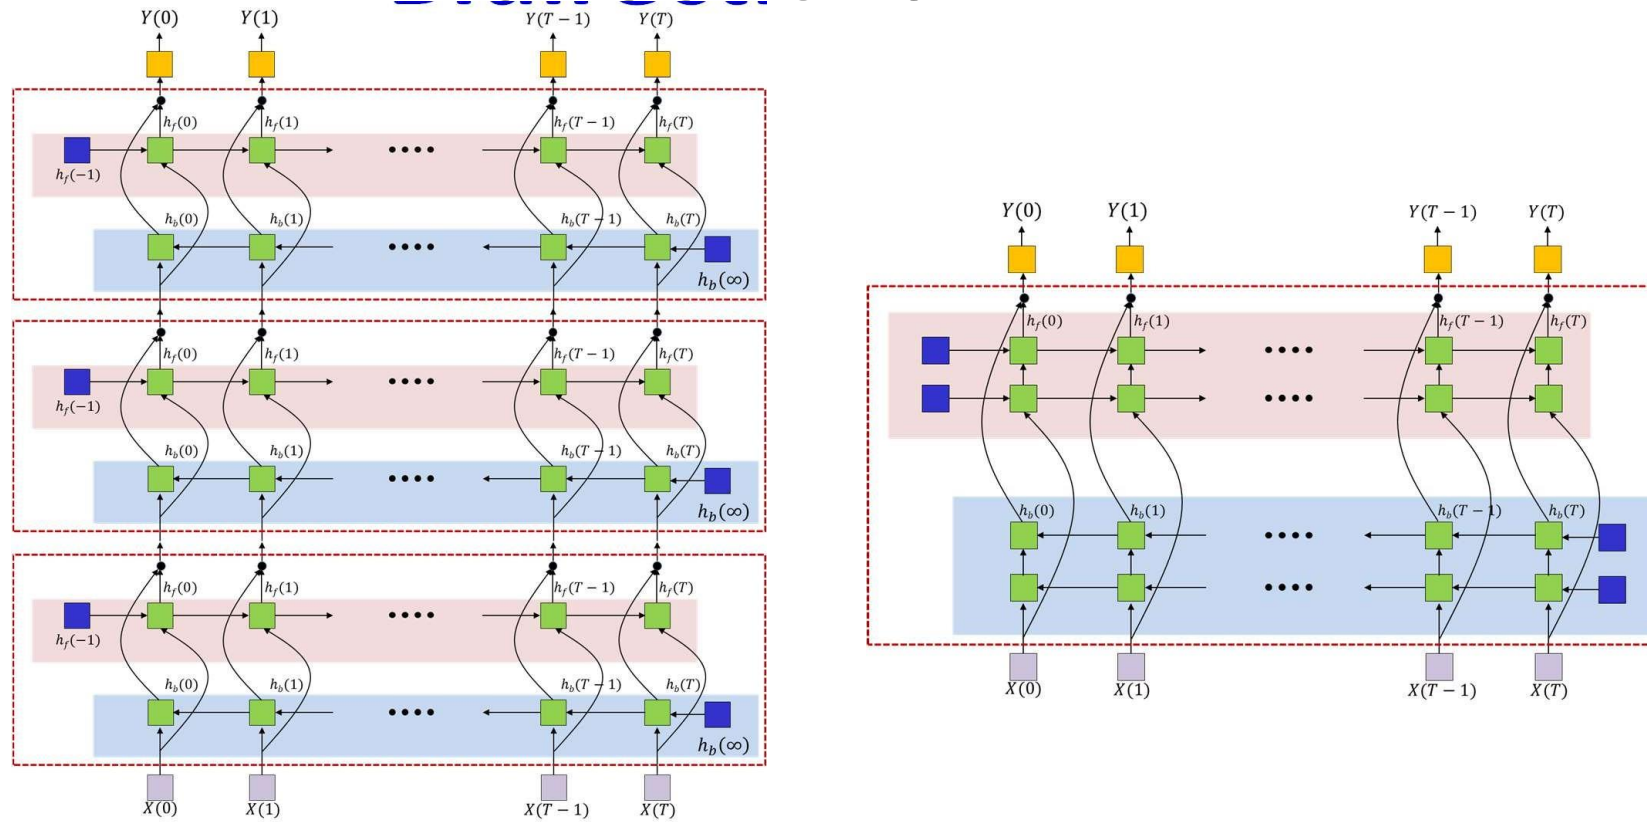 Y(0) Y(1) Y(T − 1) Y(T)
h_f(0) h_f(1) h_f(T − 1) h_f(T)
h_f(−1)
h_b(0) h_b(1) h_b(T − 1) h_b(T)
h_b(∞)
h_f(0) h_f(1) h_f(T − 1) h_f(T)
h_f(−1)
h_b(0) h_b(1) h_b(T − 1) h_b(T)
h_b(∞)
h_f(0) h_f(1) h_f(T − 1) h_f(T)
h_f(−1)
h_b(0) h_b(1) h_b(T − 1) h_b(T)
h_b(∞)
X(0) X(1) X(T − 1) X(T)
Y(0) Y(1) Y(T − 1) Y(T)
h_f(0) h_f(1) h_f(T − 1) h_f(T)
h_b(0) h_b(1) h_b(T − 1) h_b(T)
X(0) X(1) X(T − 1) X(T)